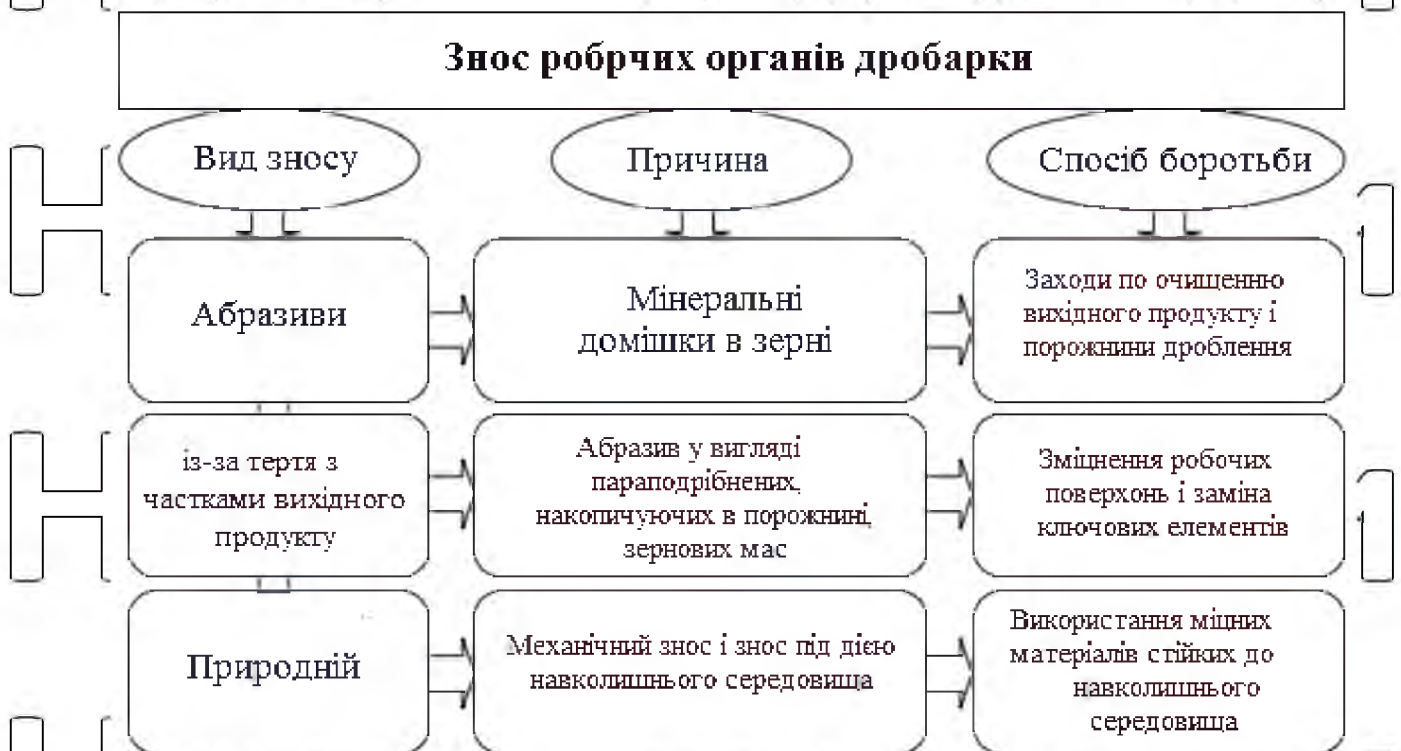 Знос робрчих органів дробарки
Вид зносу
Причина
Спосіб боротьби
Абразиви
Мінеральні
домішки в зерні
Заходи по очищенню
вихідного продукту і
порожнини дроблення
із-за тертя з
частками вихідного
продукту
Абразив у вигляді
параподрібнених,
накопичуючих в порожнині,
зернових мас
Зміцнення робочих
поверхонь і заміна
ключових елементів
Природній
Механічний знос і знос під дією
навколишнього середовища
Використання міцних
матеріалів стійких до
навколишнього
середовища